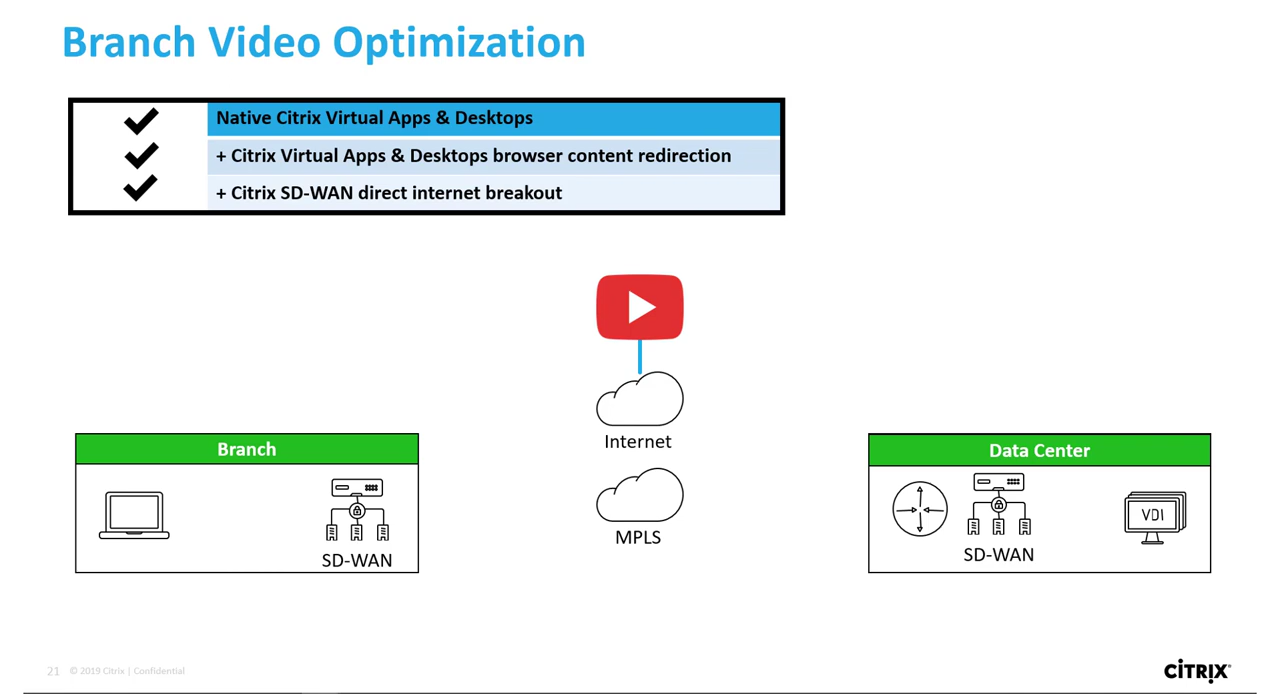 Branch Video Optimization
Native Citrix Virtual Apps & Desktops
+ Citrix Virtual Apps & Desktops browser content redirection
+ Citrix SD-WAN direct internet breakout
Internet
Branch
Data Center
MPLS
VDI
SD-WAN
SD-WAN
21 © 2019 Citrix | Confidential
CITRIX